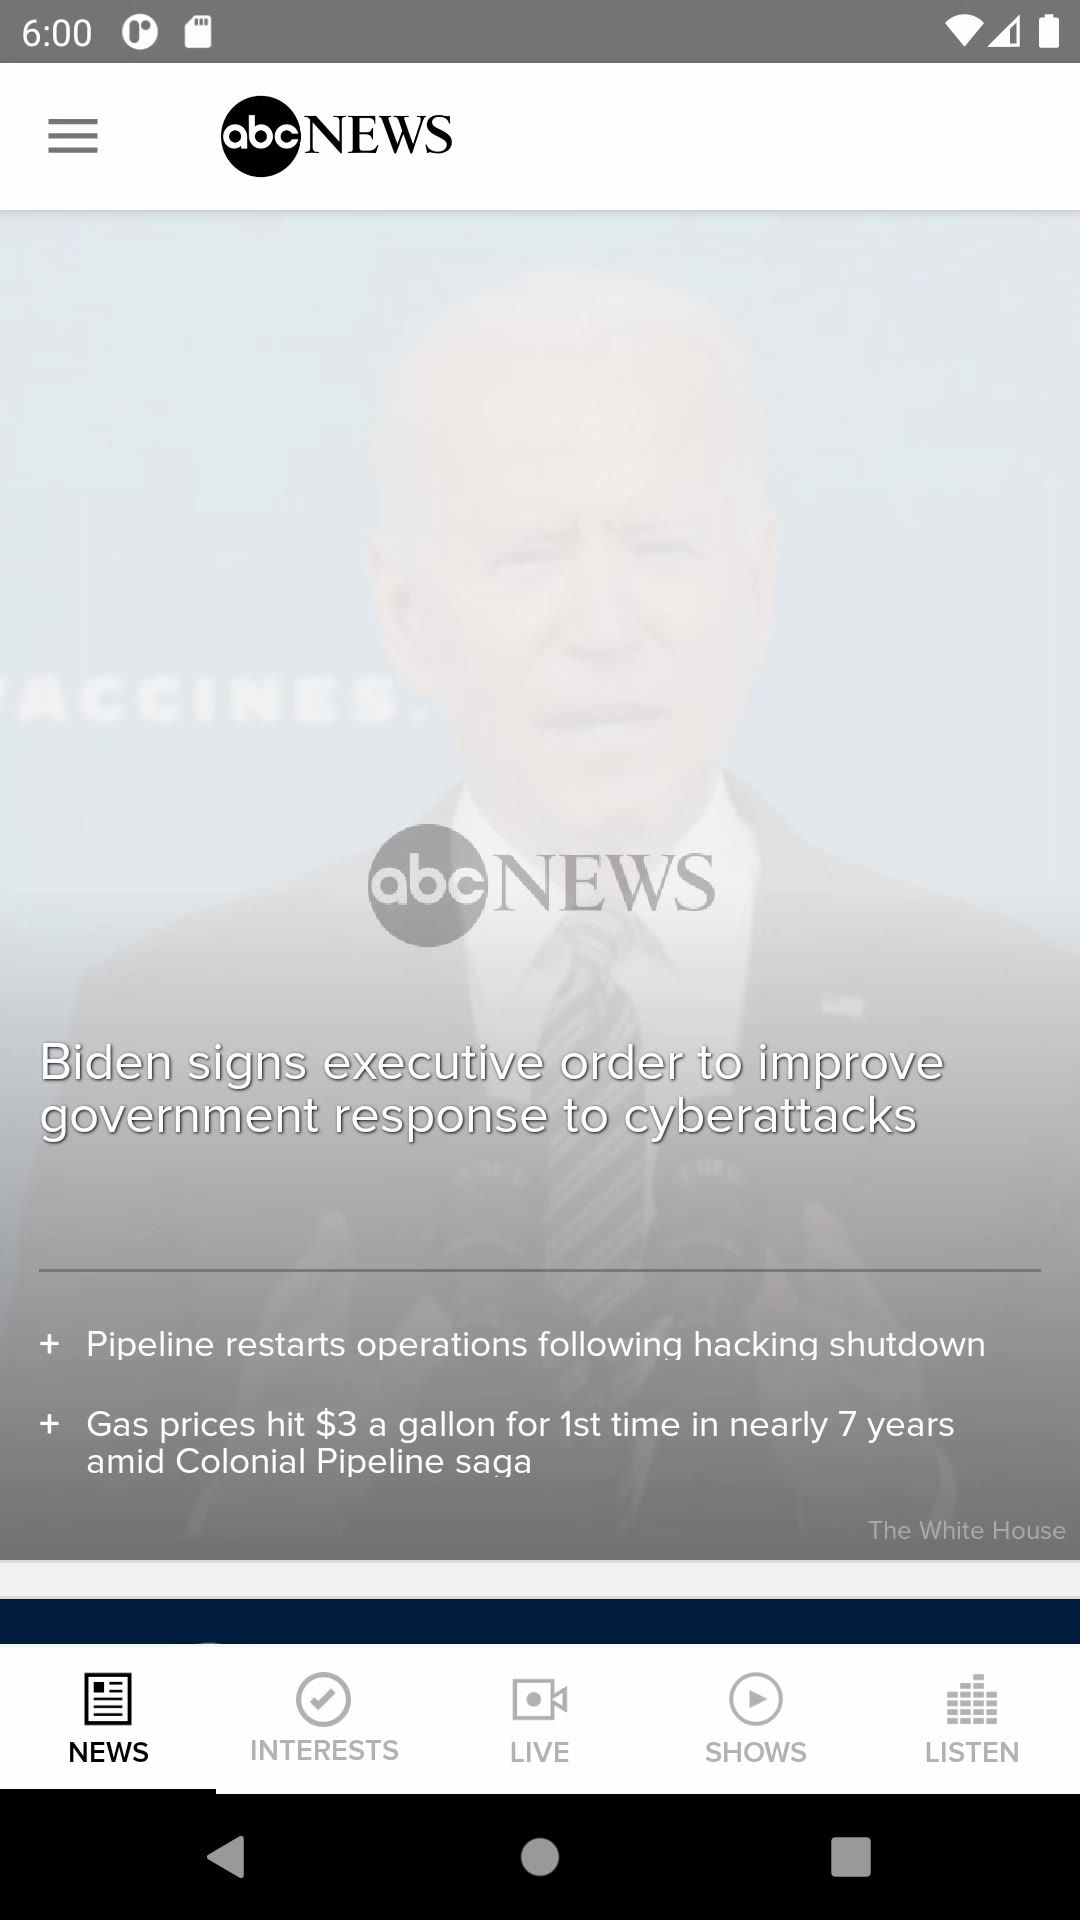 6:00
abc NEWS
VACCINES.
abc NEWS
Biden signs executive order to improve
government response to cyberattacks
+ Pipeline restarts operations following hacking shutdown
+ Gas prices hit $3 a gallon for 1st time in nearly 7 years
amid Colonial Pipeline saga
The White House
NEWS INTERESTS LIVE SHOWS LISTEN